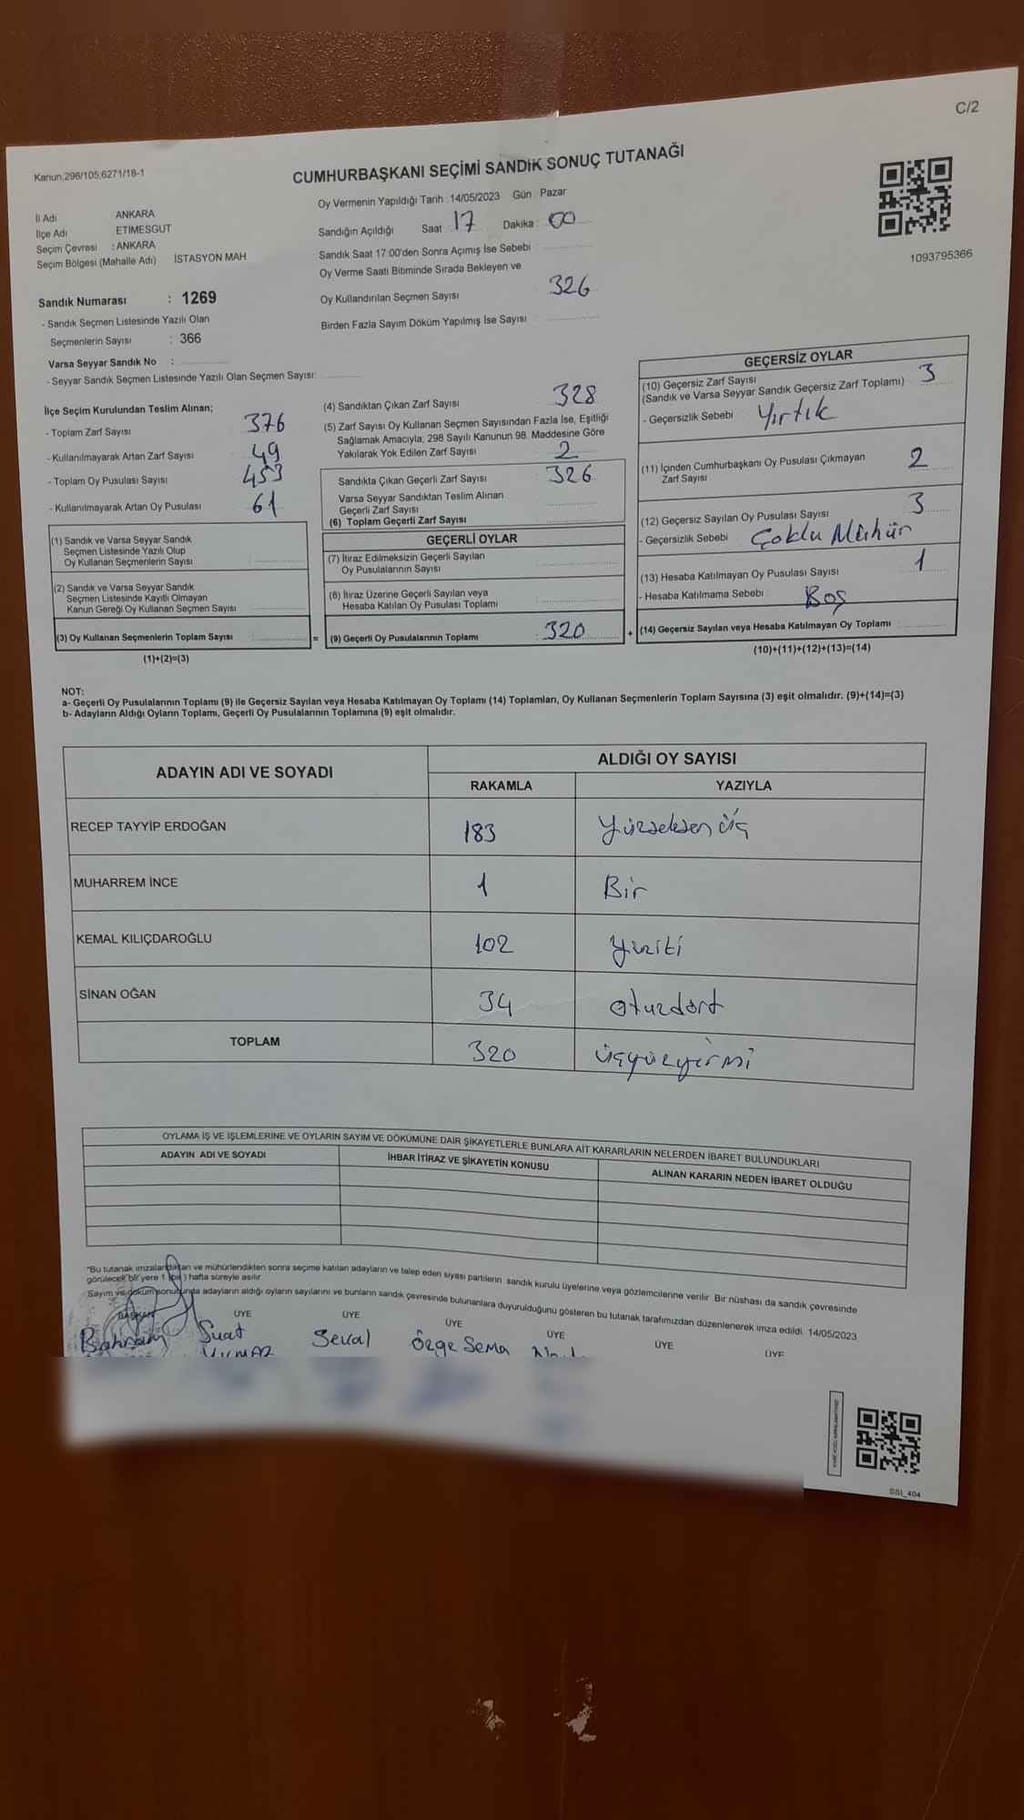 C/2
Kanun,296/105,6271/18-1
CUMHURBAŞKANI SEÇİMİ SANDIK SONUÇ TUTANAĞI
1093795366
İl Adı ANKARA
İlçe Adı ETİMESGUT
Seçim Çevresi : ANKARA
Seçim Bölgesi (Mahalle Adı) İSTASYON MAH
Sandık Numarası : 1269
- Sandık Seçmen Listesinde Yazılı Olan
Seçmenlerin Sayısı : 366
Varsa Seyyar Sandık No :
- Seyyar Sandık Seçmen Listesinde Yazılı Olan Seçmen Sayısı:
Oy Vermenin Yapıldığı Tarih : 14/05/2023 Gün : Pazar
Sandığın Açıldığı Saat 17 Dakika : 00
Sandık Saat 17:00'den Sonra Açımış İse Sebebi
Oy Verme Saati Bitiminde Sırada Bekleyen ve
Oy Kullandırılan Seçmen Sayısı 326
Birden Fazla Sayım Döküm Yapılmış İse Sayısı
İlçe Seçim Kurulundan Teslim Alınan;
- Toplam Zarf Sayısı 376
- Kullanılmayarak Artan Zarf Sayısı 49
- Toplam Oy Pusulası Sayısı 453
- Kullanılmayarak Artan Oy Pusulası 61
(1) Sandık ve Varsa Seyyar Sandık
Seçmen Listesinde Yazılı Olup
Oy Kullanan Seçmenlerin Sayısı
(2) Sandık ve Varsa Seyyar Sandık
Seçmen Listesinde Kayıtlı Olmayan
Kanun Gereği Oy Kullanan Seçmen Sayısı
(3) Oy Kullanan Seçmenlerin Toplam Sayısı =
(1)+(2)=(3)
(4) Sandıktan Çıkan Zarf Sayısı 328
(5) Zarf Sayısı Oy Kullanan Seçmen Sayısından Fazla İse, Eşitliği
Sağlamak Amacıyla, 298 Sayılı Kanunun 98. Maddesine Göre
Yakılarak Yok Edilen Zarf Sayısı 2
Sandıkta Çıkan Geçerli Zarf Sayısı 326
Varsa Seyyar Sandıktan Teslim Alınan
Geçerli Zarf Sayısı
(6) Toplam Geçerli Zarf Sayısı
GEÇERLİ OYLAR
(7) İtiraz Edilmeksizin Geçerli Sayılan
Oy Pusulalarının Sayısı
(8) İtiraz Üzerine Geçerli Sayılan veya
Hesaba Katılan Oy Pusulası Toplamı
(9) Geçerli Oy Pusulalarının Toplamı : 320 +
GEÇERSİZ OYLAR
(10) Geçersiz Zarf Sayısı 3
(Sandık ve Varsa Seyyar Sandık Geçersiz Zarf Toplamı)
- Geçersizlik Sebebi Yırtık
(11) İçinden Cumhurbaşkanı Oy Pusulası Çıkmayan 2
Zarf Sayısı
(12) Geçersiz Sayılan Oy Pusulası Sayısı 3
- Geçersizlik Sebebi Çoklu Mühür
(13) Hesaba Katılmayan Oy Pusulası Sayısı 1
- Hesaba Katılmama Sebebi Boş
(14) Geçersiz Sayılan veya Hesaba Katılmayan Oy Toplamı
(10)+(11)+(12)+(13)=(14)
NOT:
a- Geçerli Oy Pusulalarının Toplamı (9) ile Geçersiz Sayılan veya Hesaba Katılmayan Oy Toplamı (14) Toplamları, Oy Kullanan Seçmenlerin Toplam Sayısına (3) eşit olmalıdır. (9)+(14)=(3)
b- Adayların Aldığı Oyların Toplamı, Geçerli Oy Pusulalarının Toplamına (9) eşit olmalıdır.
ADAYIN ADI VE SOYADI ALDIĞI OY SAYISI
RAKAMLA YAZIYLA
RECEP TAYYİP ERDOĞAN 183 Yüzseksen üç
MUHARREM İNCE 1 Bir
KEMAL KILIÇDAROĞLU 102 Yüziki
SİNAN OĞAN 34 otuzdört
TOPLAM 320 üçyüzyirmi
OYLAMA İŞ VE İŞLEMLERİNE VE OYLARIN SAYIM VE DÖKÜMÜNE DAİR ŞİKAYETLERLE BUNLARA AİT KARARLARIN NELERDEN İBARET BULUNDUKLARI
ADAYIN ADI VE SOYADI İHBAR İTİRAZ VE ŞİKAYETİN KONUSU ALINAN KARARIN NEDEN İBARET OLDUĞU
"Bu tutanak imzalandıktan ve mühürlendikten sonra seçime katılan adayların ve talep eden siyasi partilerin sandık kurulu üyelerine veya gözlemcilerine verilir. Bir nüshası da sandık çevresinde
görülecek bir yere 1 (bir) hafta süreyle asılır.
Sayım ve döküm sonucunda adayların aldığı oyların sayılarını ve bunların sandık çevresinde bulunanlara duyurulduğunu gösteren bu tutanak tarafımızdan düzenlenerek imza edildi. 14/05/2023
BAŞKAN ÜYE ÜYE ÜYE ÜYE ÜYE ÜYE
Bahram Suat Seval Özge Sema
SSI_404